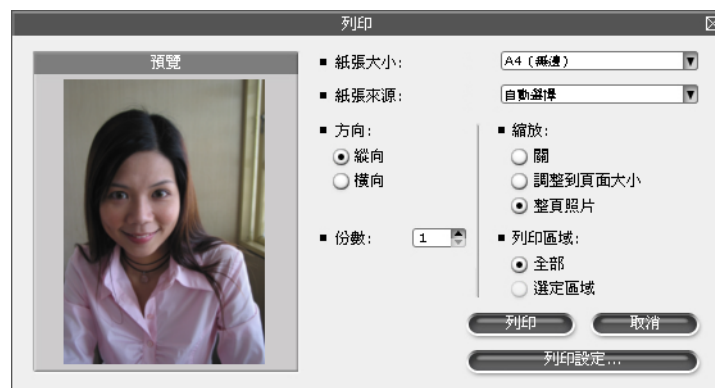 列印
預覽
■ 紙張大小:
A4 (無邊)
■ 紙張來源:
自動選擇
■ 方向:
縱向
橫向
■ 縮放:
關
調整到頁面大小
整頁照片
■ 份數: 1
■ 列印區域:
全部
選定區域
列印 取消
列印設定...